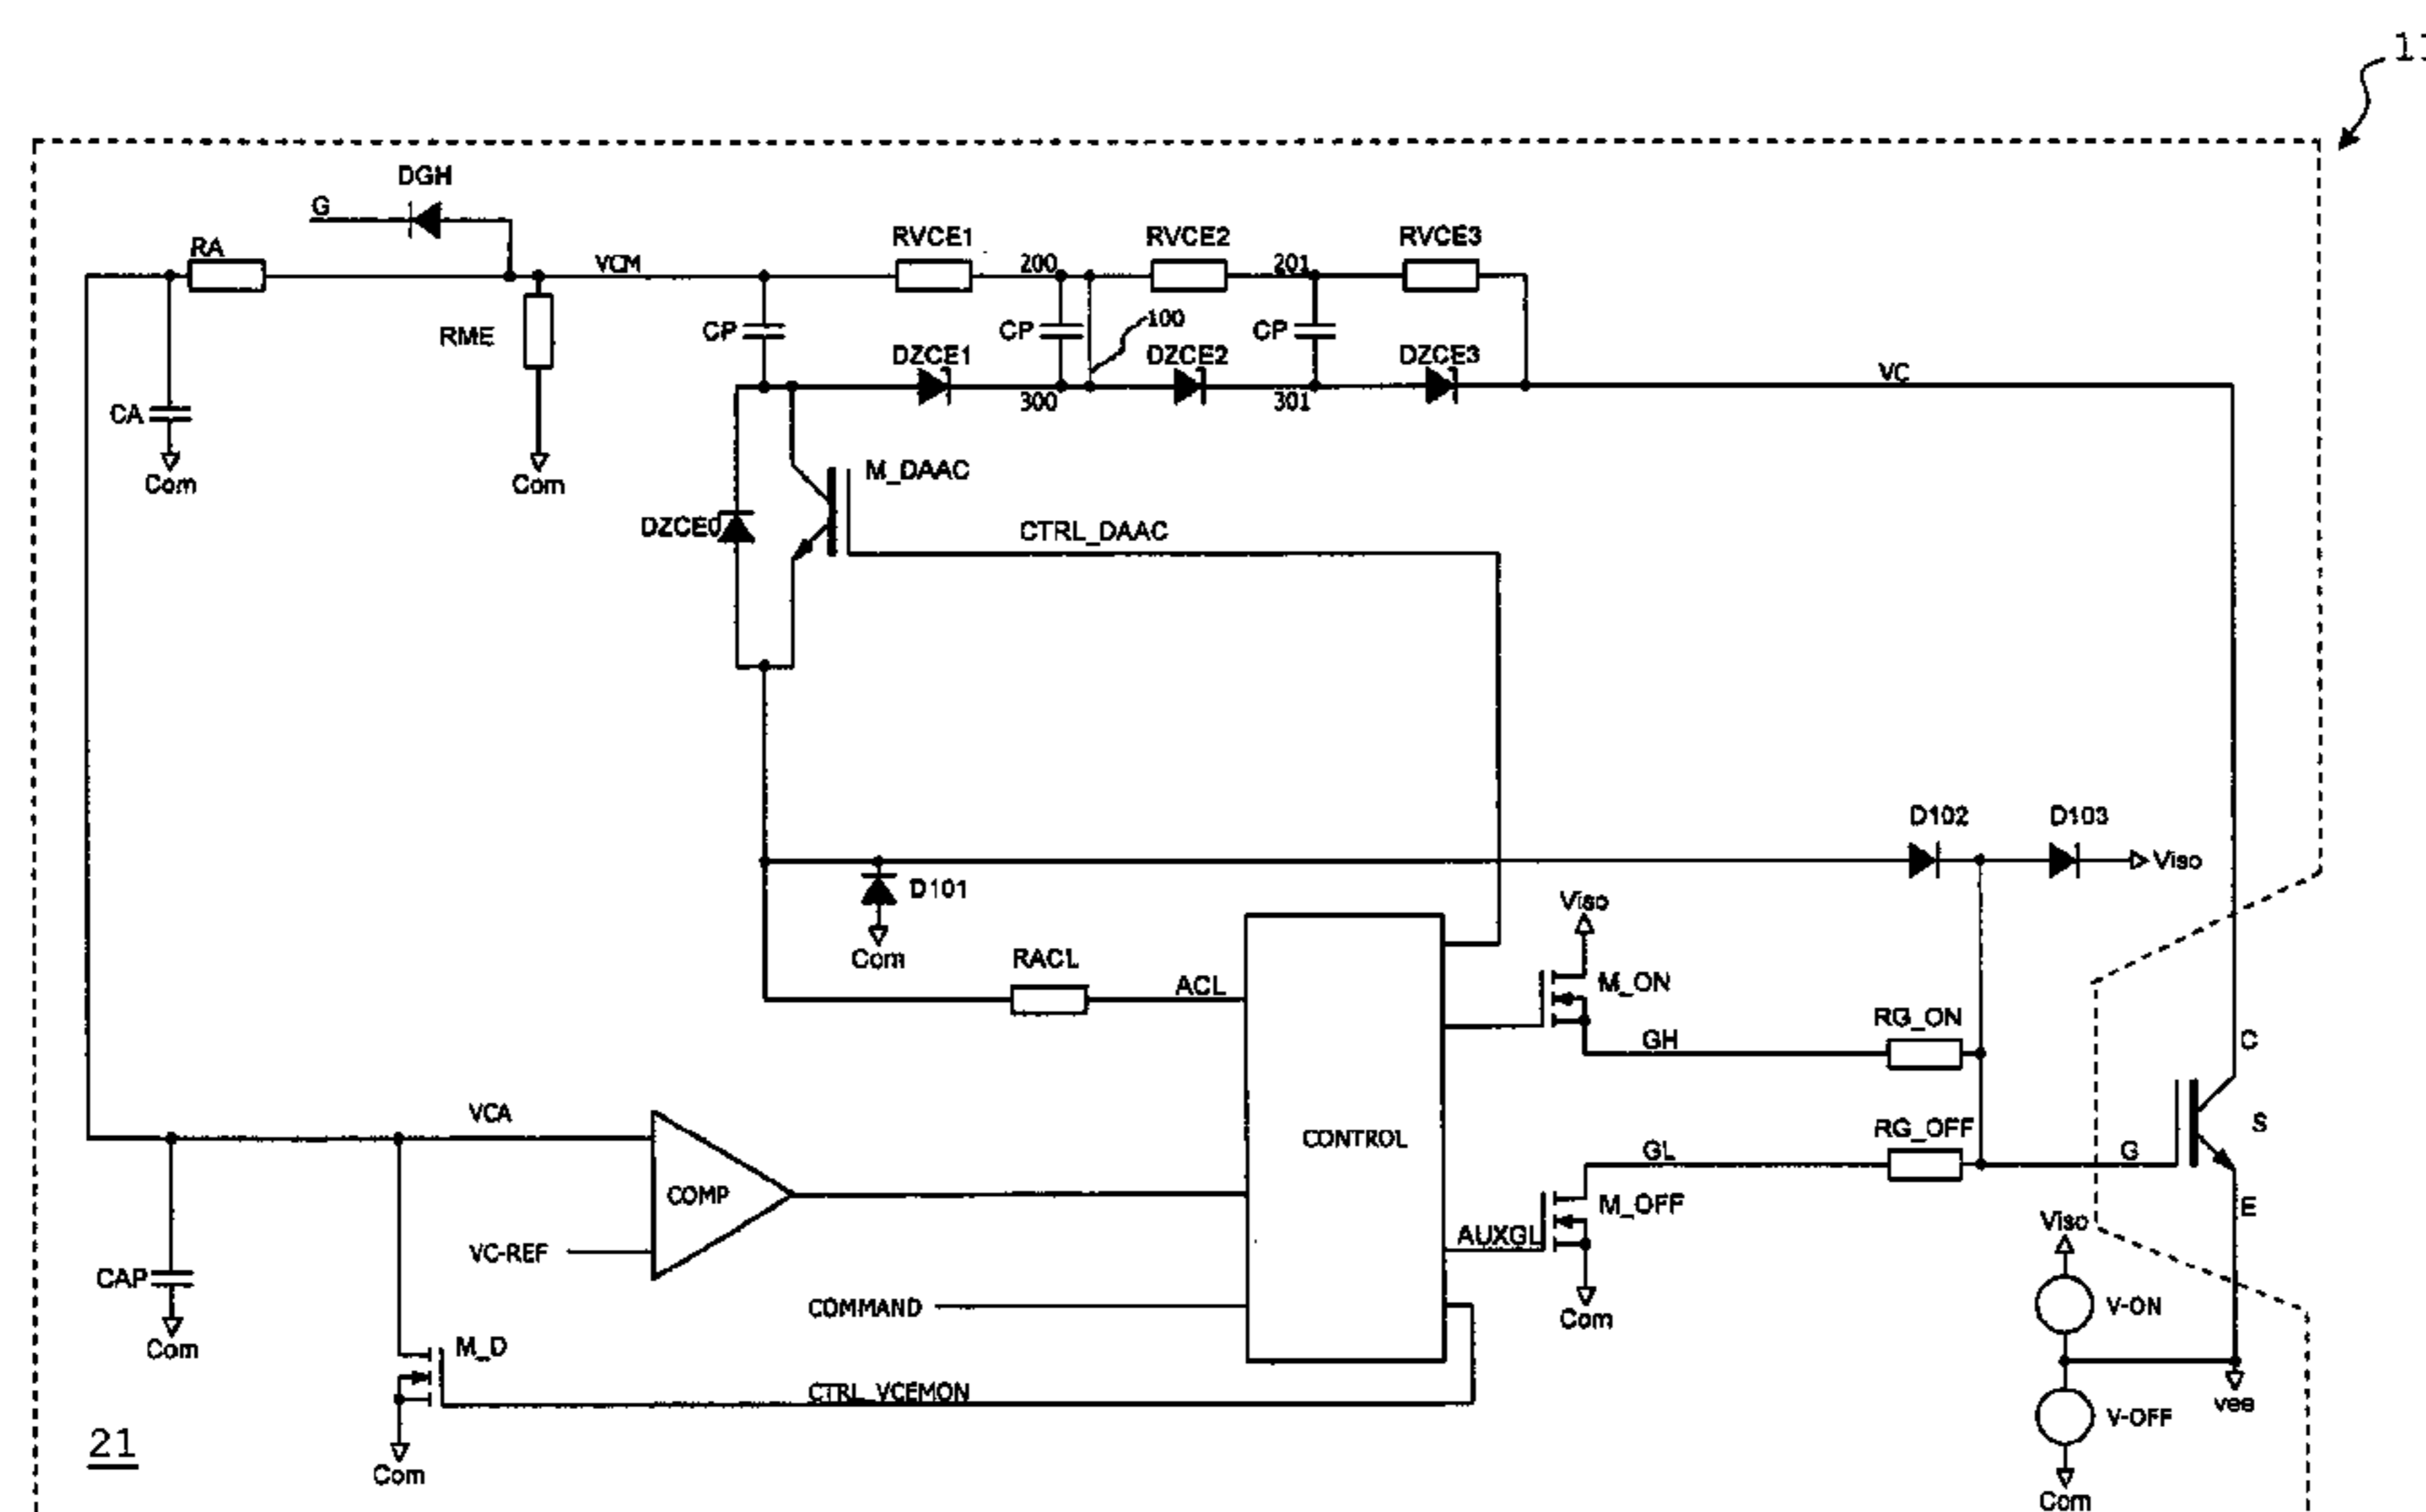 11
DGH
G
RA
VCM
RVCE1
200
RVCE2
201
RVCE3
RME
CP
CP
100
CP
DZCE1
DZCE2
DZCE3
VC
CA
300
301
Com
Com
M_DAAC
DZCE0
CTRL_DAAC
D102
D103
Viso
D101
Com
Viso
RACL
ACL
M_ON
GH
RG_ON
C
VCA
COMP
CONTROL
RG_OFF
S
GL
G
M_OFF
VC-REF
AUXGL
E
Viso
CAP
COMMAND
Com
V-ON
Com
M_D
CTRL_VCEMON
vee
V-OFF
21
Com
Com